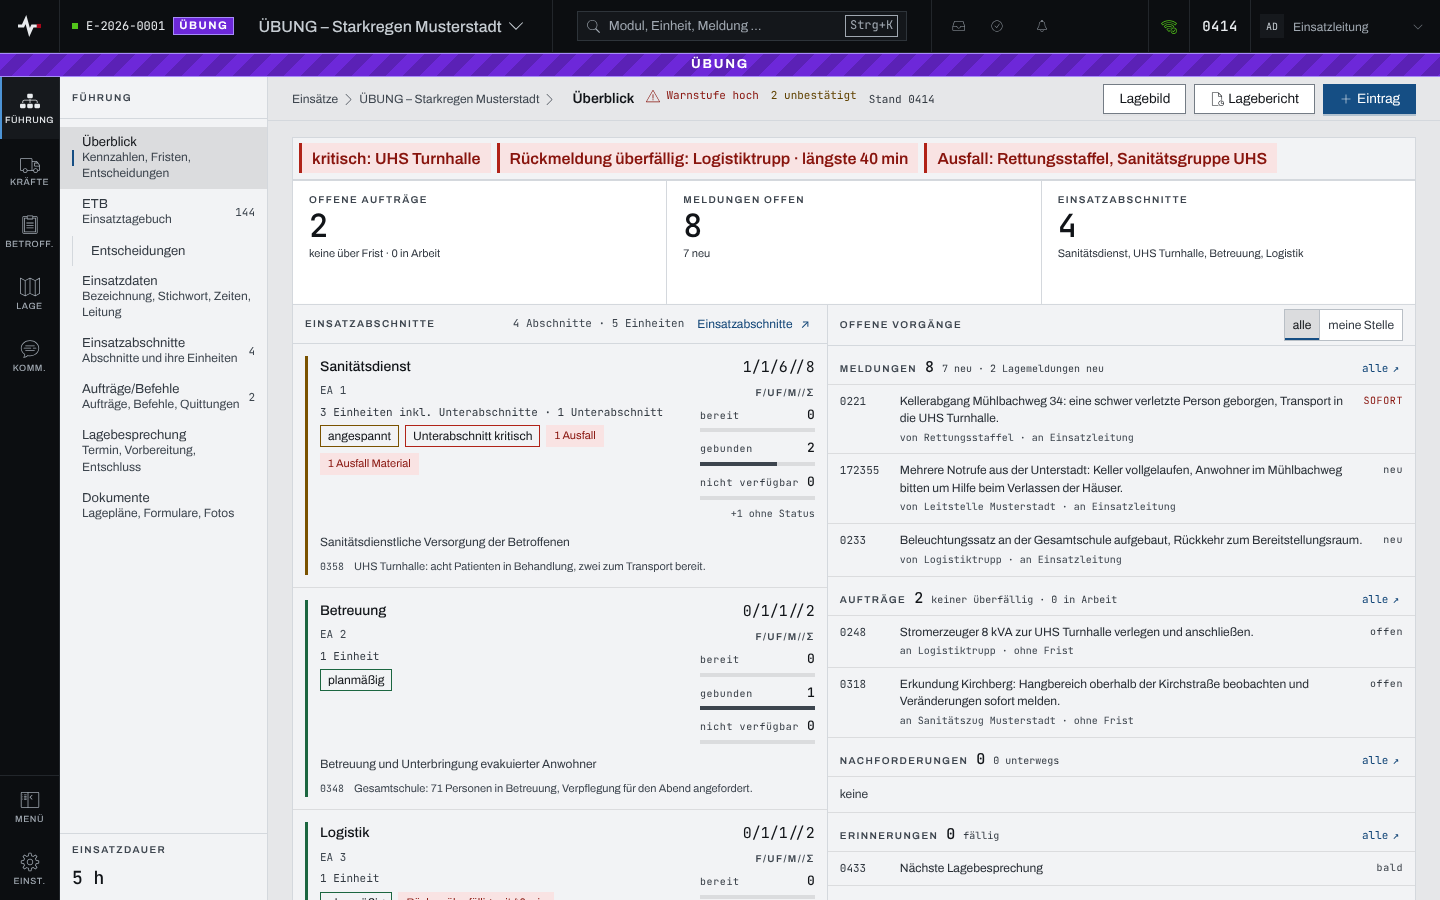 E-2026-0001 ÜBUNG ÜBUNG – Starkregen Musterstadt Modul, Einheit, Meldung ... Strg+K 0414 AD Einsatzleitung
ÜBUNG
FÜHRUNG
KRÄFTE
BETROFF.
LAGE
KOMM.
MENÜ
EINST.
FÜHRUNG
Überblick
Kennzahlen, Fristen,
Entscheidungen
ETB
Einsatztagebuch 144
Entscheidungen
Einsatzdaten
Bezeichnung, Stichwort, Zeiten,
Leitung
Einsatzabschnitte
Abschnitte und ihre Einheiten 4
Aufträge/Befehle
Aufträge, Befehle, Quittungen 2
Lagebesprechung
Termin, Vorbereitung,
Entschluss
Dokumente
Lagepläne, Formulare, Fotos
EINSATZDAUER
5 h
Einsätze ÜBUNG – Starkregen Musterstadt Überblick Warnstufe hoch 2 unbestätigt Stand 0414 Lagebild Lagebericht + Eintrag
kritisch: UHS Turnhalle Rückmeldung überfällig: Logistiktrupp · längste 40 min Ausfall: Rettungsstaffel, Sanitätsgruppe UHS
OFFENE AUFTRÄGE
2
keine über Frist · 0 in Arbeit
MELDUNGEN OFFEN
8
7 neu
EINSATZABSCHNITTE
4
Sanitätsdienst, UHS Turnhalle, Betreuung, Logistik
EINSATZABSCHNITTE 4 Abschnitte · 5 Einheiten Einsatzabschnitte ↗
Sanitätsdienst 1/1/6//8
EA 1 F/UF/M//Σ
3 Einheiten inkl. Unterabschnitte · 1 Unterabschnitt
angespannt Unterabschnitt kritisch 1 Ausfall
1 Ausfall Material
bereit 0
gebunden 2
nicht verfügbar 0
+1 ohne Status
Sanitätsdienstliche Versorgung der Betroffenen
0358 UHS Turnhalle: acht Patienten in Behandlung, zwei zum Transport bereit.
Betreuung 0/1/1//2
EA 2 F/UF/M//Σ
1 Einheit
planmäßig
bereit 0
gebunden 1
nicht verfügbar 0
Betreuung und Unterbringung evakuierter Anwohner
0348 Gesamtschule: 71 Personen in Betreuung, Verpflegung für den Abend angefordert.
Logistik 0/1/1//2
EA 3 F/UF/M//Σ
1 Einheit
bereit 0
OFFENE VORGÄNGE alle meine Stelle
MELDUNGEN 8 7 neu · 2 Lagemeldungen neu alle ↗
0221 Kellerabgang Mühlbachweg 34: eine schwer verletzte Person geborgen, Transport in SOFORT
die UHS Turnhalle.
von Rettungsstaffel · an Einsatzleitung
172355 Mehrere Notrufe aus der Unterstadt: Keller vollgelaufen, Anwohner im Mühlbachweg neu
bitten um Hilfe beim Verlassen der Häuser.
von Leitstelle Musterstadt · an Einsatzleitung
0233 Beleuchtungssatz an der Gesamtschule aufgebaut, Rückkehr zum Bereitstellungsraum. neu
von Logistiktrupp · an Einsatzleitung
AUFTRÄGE 2 keiner überfällig · 0 in Arbeit alle ↗
0248 Stromerzeuger 8 kVA zur UHS Turnhalle verlegen und anschließen. offen
an Logistiktrupp · ohne Frist
0318 Erkundung Kirchberg: Hangbereich oberhalb der Kirchstraße beobachten und offen
Veränderungen sofort melden.
an Sanitätszug Musterstadt · ohne Frist
NACHFORDERUNGEN 0 0 unterwegs alle ↗
keine
ERINNERUNGEN 0 fällig alle ↗
0433 Nächste Lagebesprechung bald